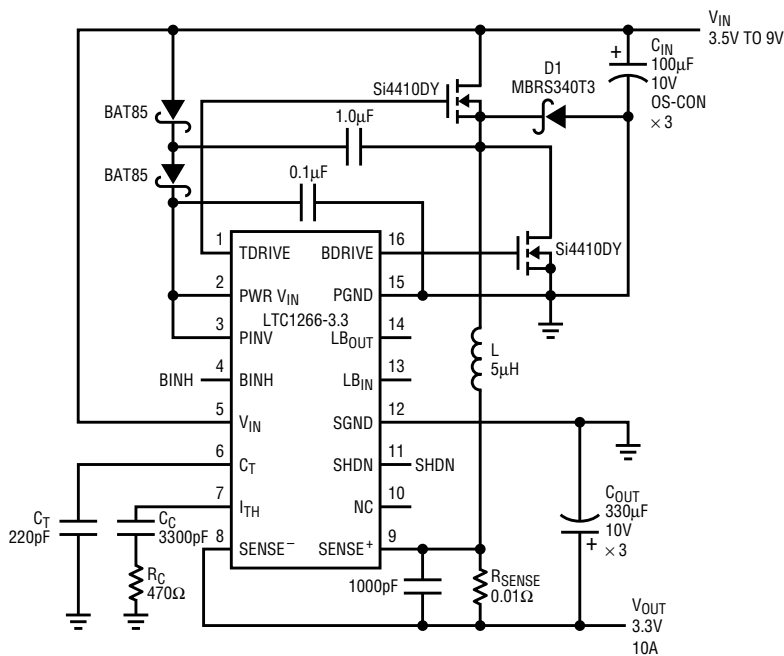 V_IN
3.5V TO 9V
C_IN
100µF
10V
OS-CON
× 3
+
D1
MBRS340T3
Si4410DY
BAT85
1.0µF
BAT85
0.1µF
Si4410DY
1
TDRIVE
BDRIVE
16
2
PWR V_IN
PGND
15
LTC1266-3.3
3
PINV
LB_OUT
14
BINH
4
BINH
LB_IN
13
5
V_IN
SGND
12
6
C_T
SHDN
11
SHDN
7
I_TH
NC
10
8
SENSE⁻
SENSE⁺
9
L
5µH
C_T
220pF
C_C
3300pF
R_C
470Ω
1000pF
R_SENSE
0.01Ω
C_OUT
330µF
10V
× 3
+
V_OUT
3.3V
10A